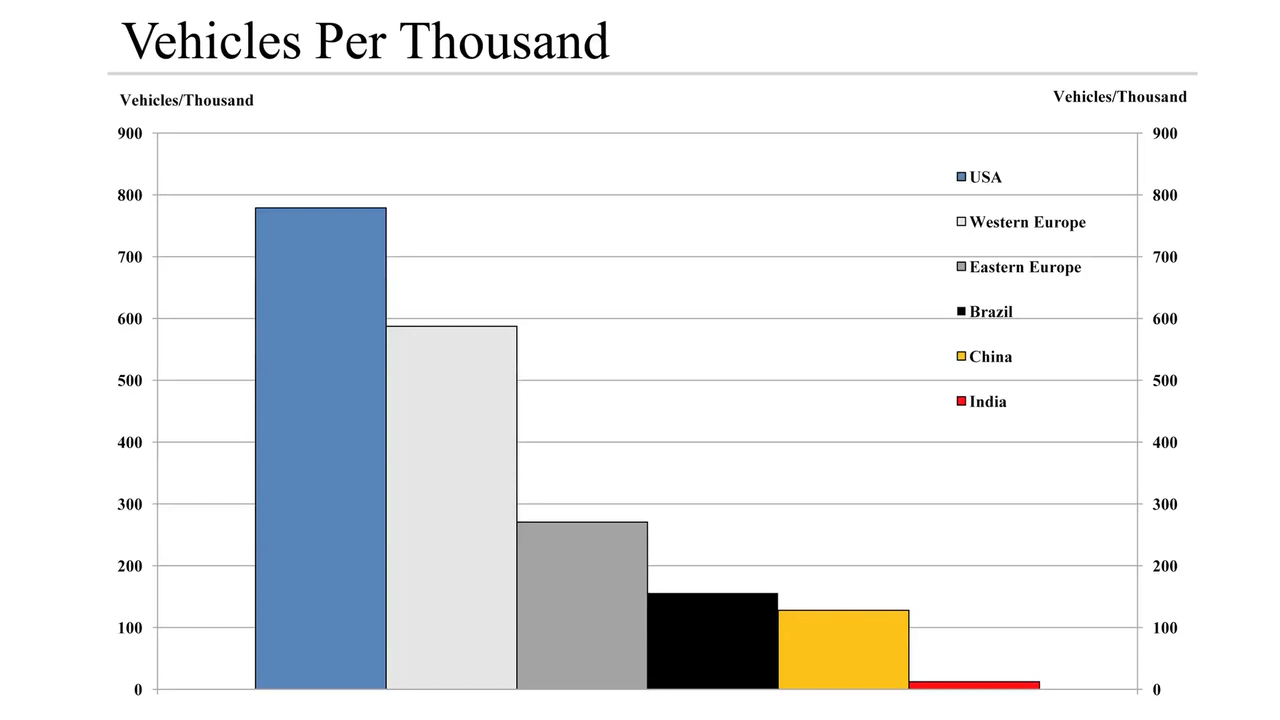 Vehicles Per Thousand
Vehicles/Thousand
Vehicles/Thousand
900
800
700
600
500
400
300
200
100
0
900
800
700
600
500
400
300
200
100
0
USA
Western Europe
Eastern Europe
Brazil
China
India